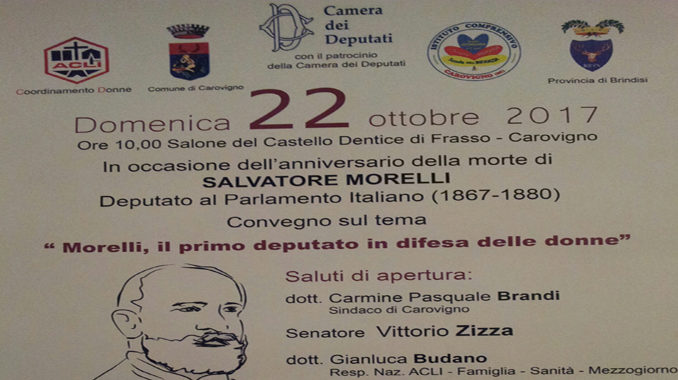 Camera
dei
Deputati
con il patrocinio
della Camera dei Deputati
ACLI
Coordinamento Donne
Comune di Carovigno
ISTITUTO COMPRENSIVO
CAROVIGNO
Provincia di Brindisi
Domenica 22 ottobre 2017
Ore 10,00 Salone del Castello Dentice di Frasso - Carovigno
In occasione dell'anniversario della morte di
SALVATORE MORELLI
Deputato al Parlamento Italiano (1867-1880)
Convegno sul tema
“ Morelli, il primo deputato in difesa delle donne”
Saluti di apertura:
dott. Carmine Pasquale Brandi
Sindaco di Carovigno
Senatore Vittorio Zizza
dott. Gianluca Budano
Resp. Naz. ACLI - Famiglia - Sanità - Mezzogiorno